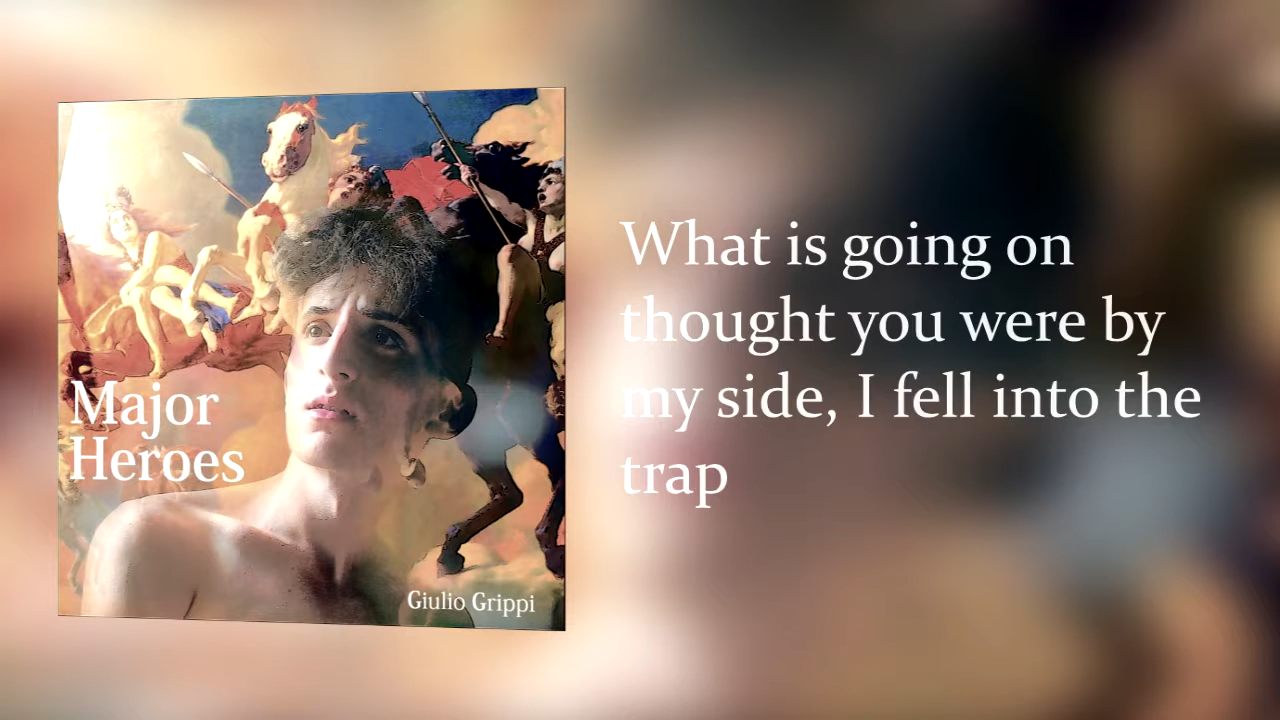 Major
Heroes
Giulio Grippi
What is going on
thought you were by
my side, I fell into the
trap